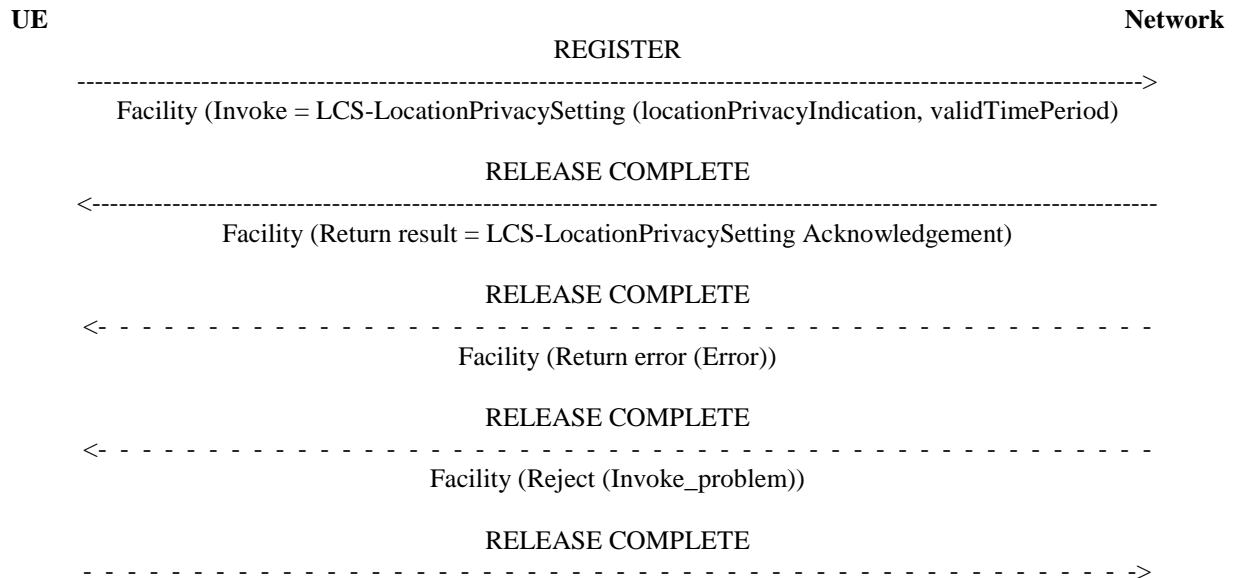 UE Network
REGISTER
------------------------------------------------------------------------------------------------------------------------>
Facility (Invoke = LCS-LocationPrivacySetting (locationPrivacyIndication, validTimePeriod)
RELEASE COMPLETE
<------------------------------------------------------------------------------------------------------------------------
Facility (Return result = LCS-LocationPrivacySetting Acknowledgement)
RELEASE COMPLETE
<- - - - - - - - - - - - - - - - - - - - - - - - - - - - - - - - - - - - - - - - - - - - - - - -
Facility (Return error (Error))
RELEASE COMPLETE
<- - - - - - - - - - - - - - - - - - - - - - - - - - - - - - - - - - - - - - - - - - - - - - - -
Facility (Reject (Invoke_problem))
RELEASE COMPLETE
- - - - - - - - - - - - - - - - - - - - - - - - - - - - - - - - - - - - - - - - - - - - - - - ->